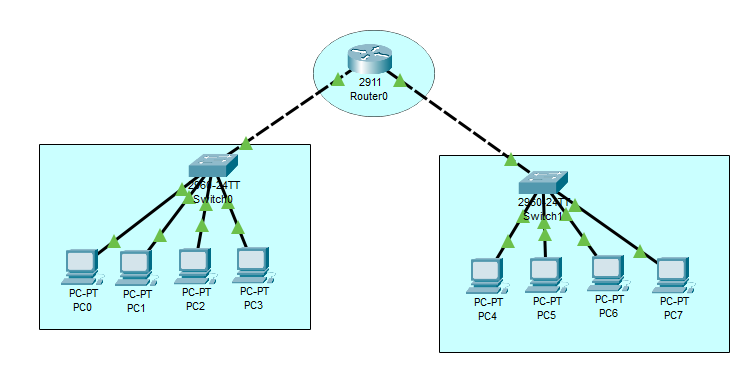 2911
Router0
2960-24TT
Switch0
2960-24TT
Switch1
PC-PT
PC0
PC-PT
PC1
PC-PT
PC2
PC-PT
PC3
PC-PT
PC4
PC-PT
PC5
PC-PT
PC6
PC-PT
PC7